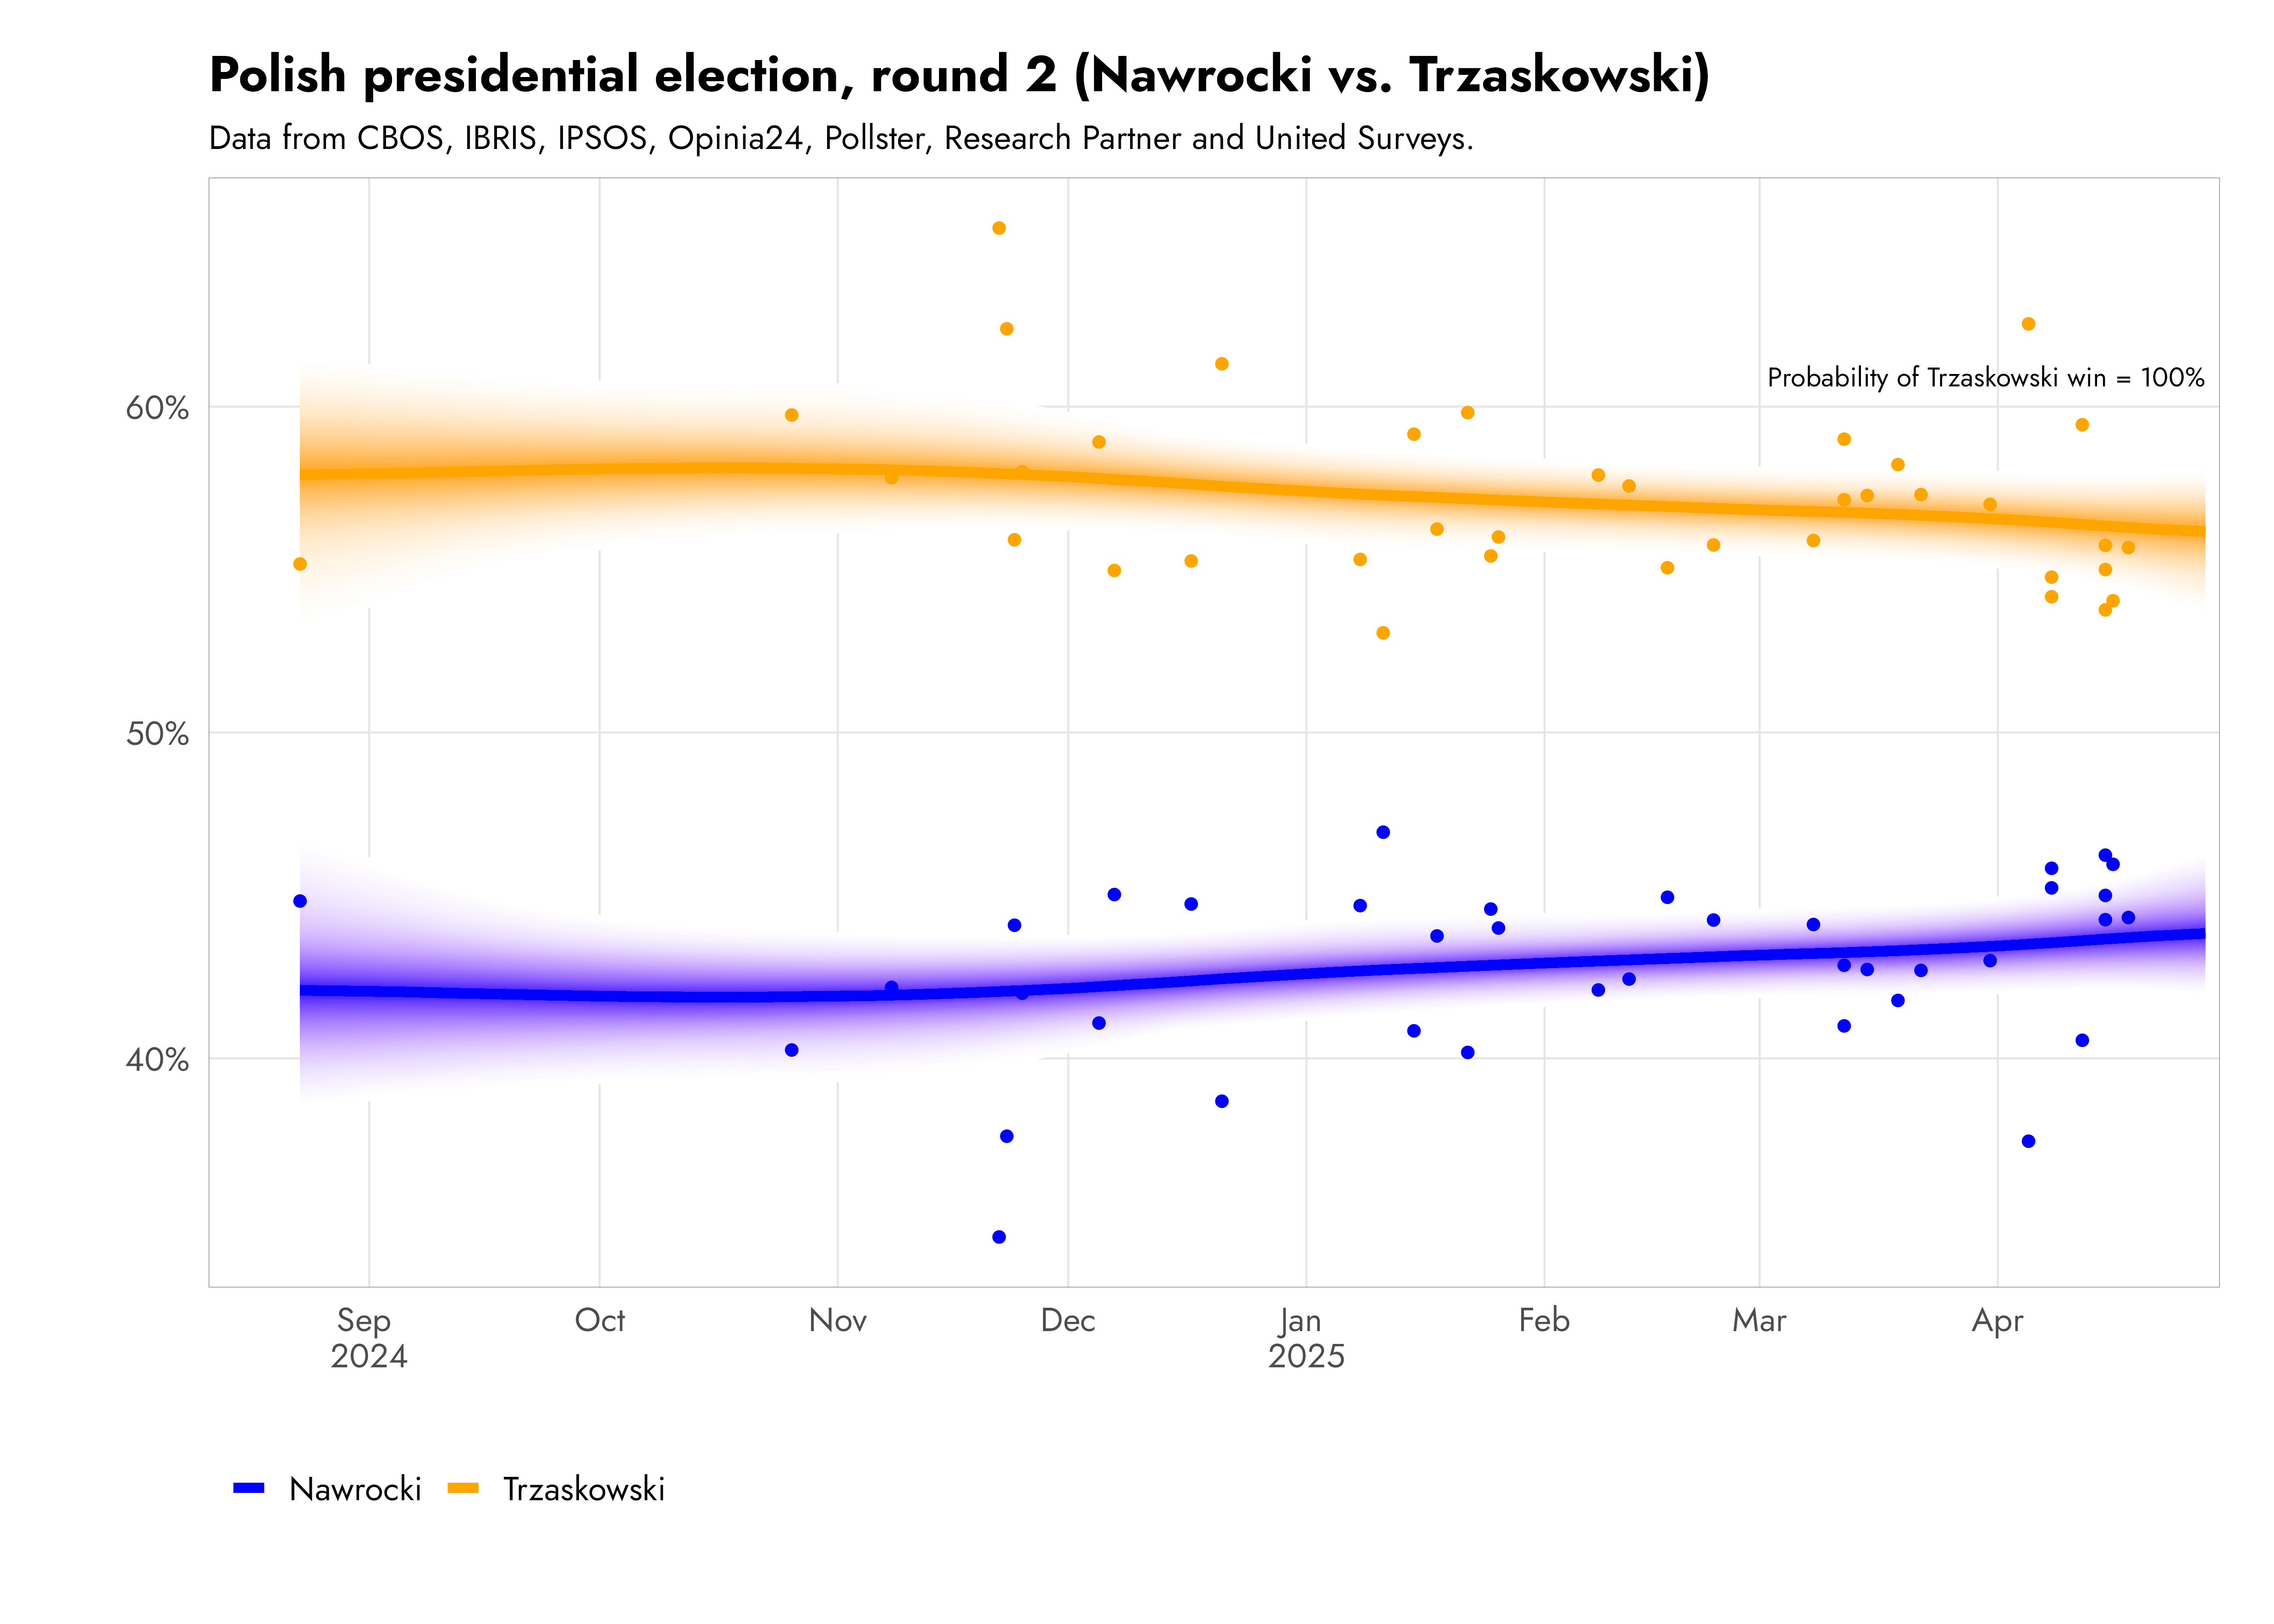 Polish presidential election, round 2 (Nawrocki vs. Trzaskowski)
Data from CBOS, IBRIS, IPSOS, Opinia24, Pollster, Research Partner and United Surveys.
Probability of Trzaskowski win = 100%
60%
50%
40%
Sep Oct Nov Dec Jan Feb Mar Apr
2024 2025
Nawrocki Trzaskowski